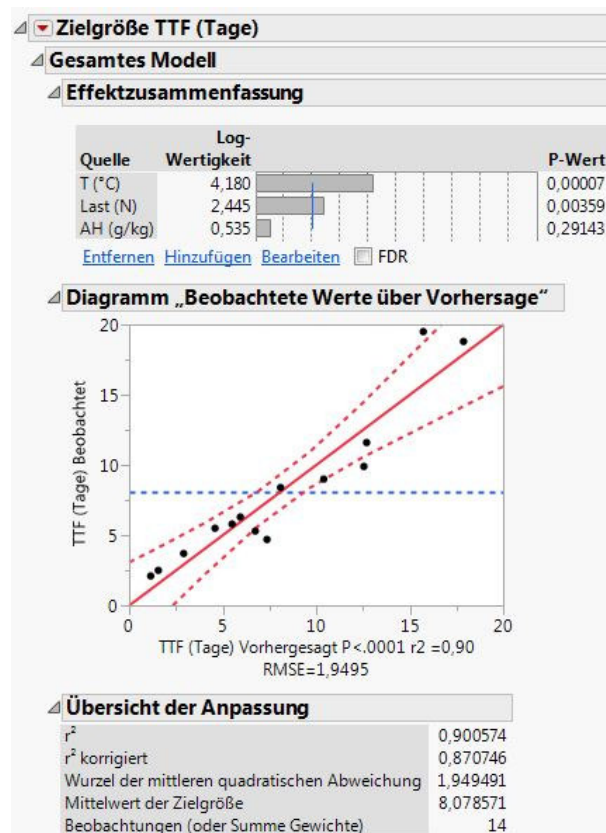 Zielgröße TTF (Tage)
Gesamtes Modell
Effektzusammenfassung
Log-
Quelle Wertigkeit P-Wert
T (°C) 4,180 0,00007
Last (N) 2,445 0,00359
AH (g/kg) 0,535 0,29143
Entfernen Hinzufügen Bearbeiten FDR
Diagramm „Beobachtete Werte über Vorhersage“
20
15
10
5
0
TTF (Tage) Beobachtet
0 5 10 15 20
TTF (Tage) Vorhergesagt P<.0001 r2 =0,90
RMSE=1,9495
Übersicht der Anpassung
r² 0,900574
r² korrigiert 0,870746
Wurzel der mittleren quadratischen Abweichung 1,949491
Mittelwert der Zielgröße 8,078571
Beobachtungen (oder Summe Gewichte) 14